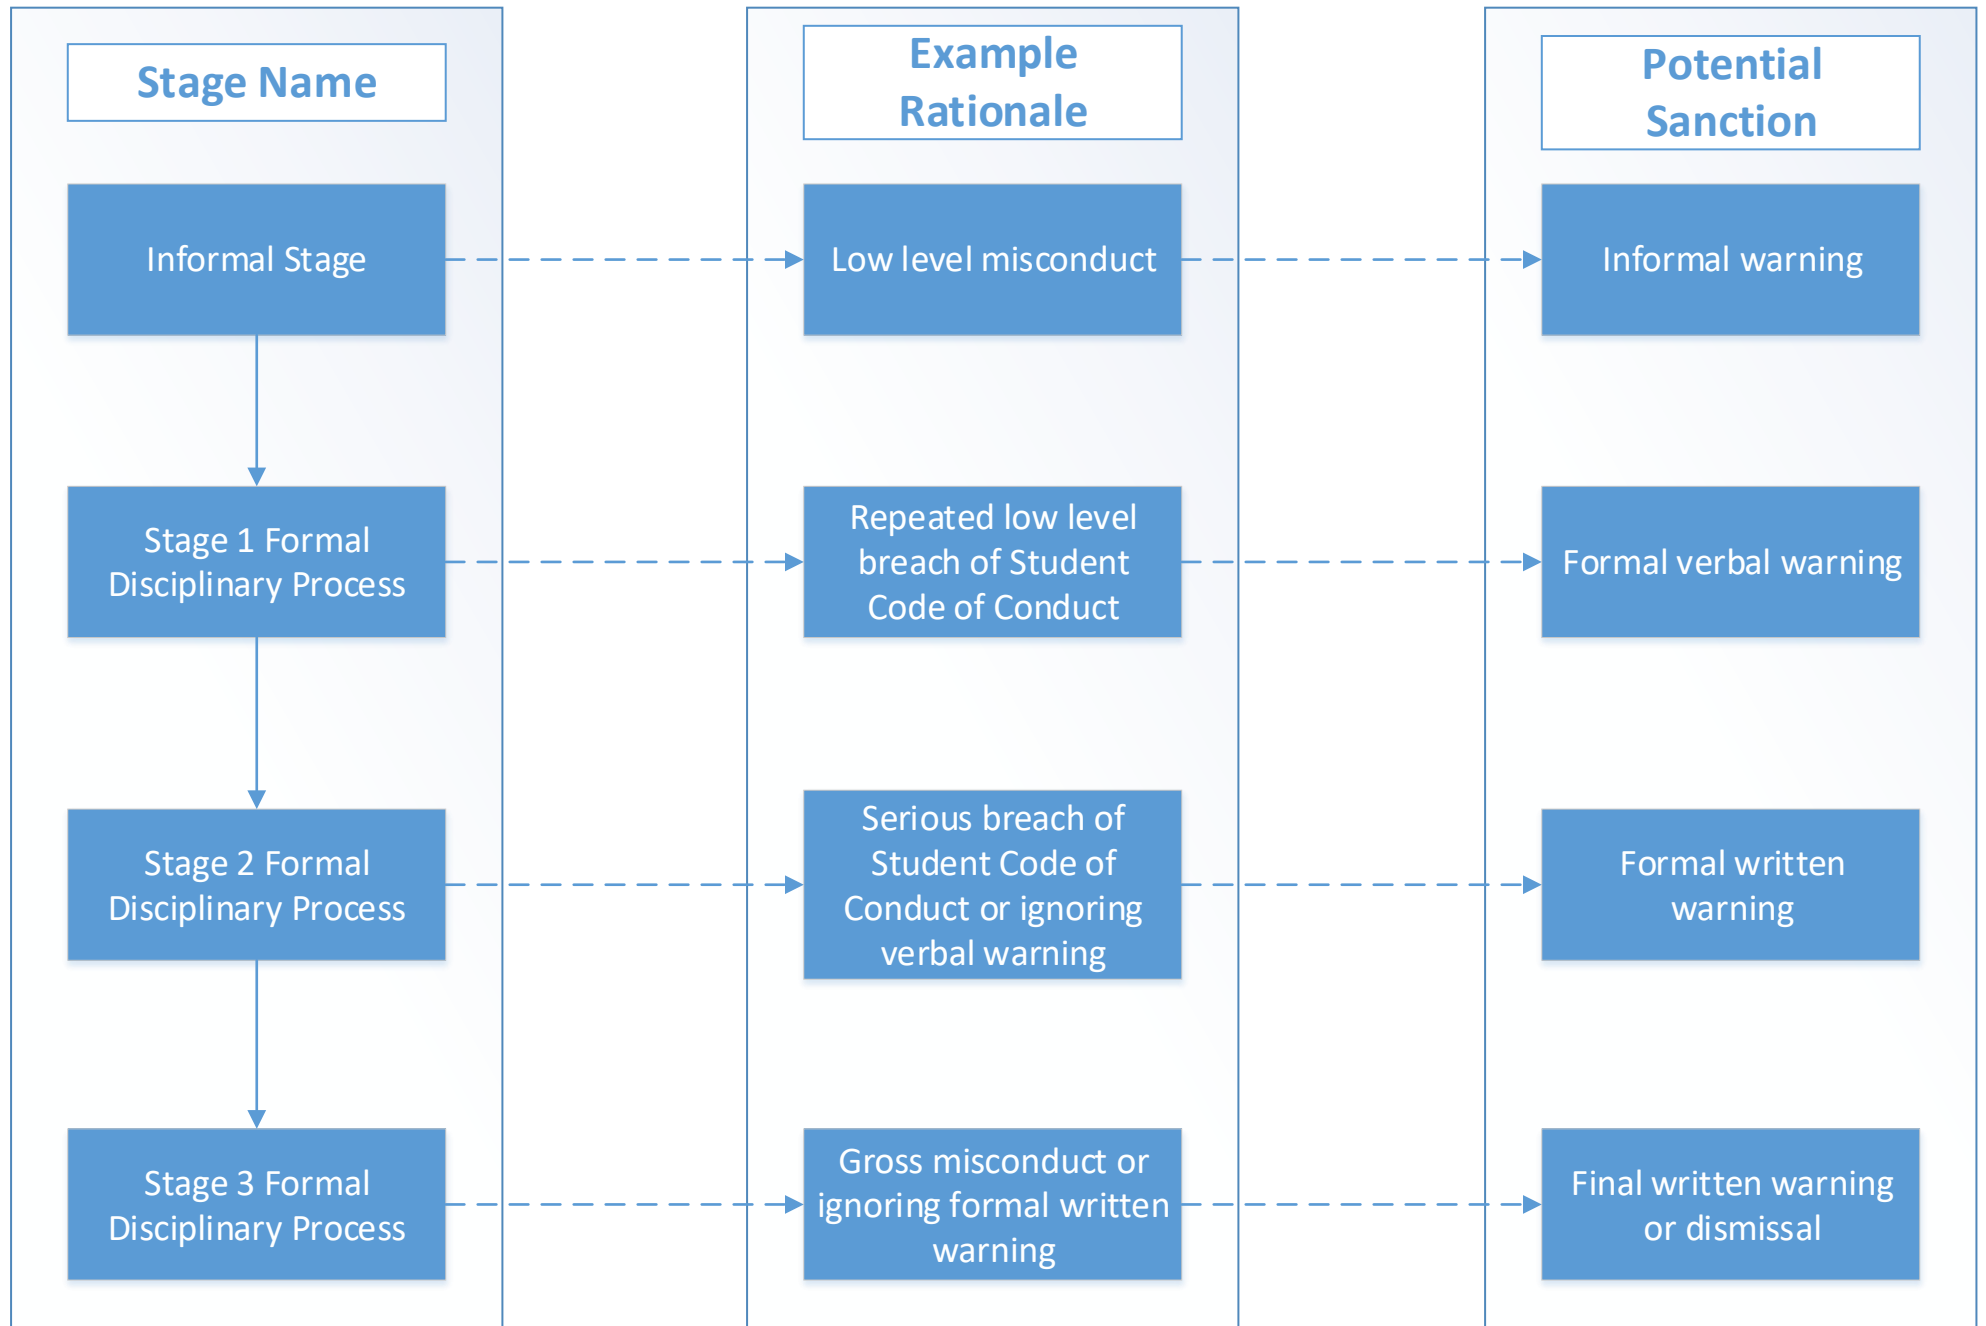 Stage Name
Example
Rationale
Potential
Sanction
Informal Stage
Low level misconduct
Informal warning
Stage 1 Formal
Disciplinary Process
Repeated low level
breach of Student
Code of Conduct
Formal verbal warning
Stage 2 Formal
Disciplinary Process
Serious breach of
Student Code of
Conduct or ignoring
verbal warning
Formal written
warning
Stage 3 Formal
Disciplinary Process
Gross misconduct or
ignoring formal written
warning
Final written warning
or dismissal